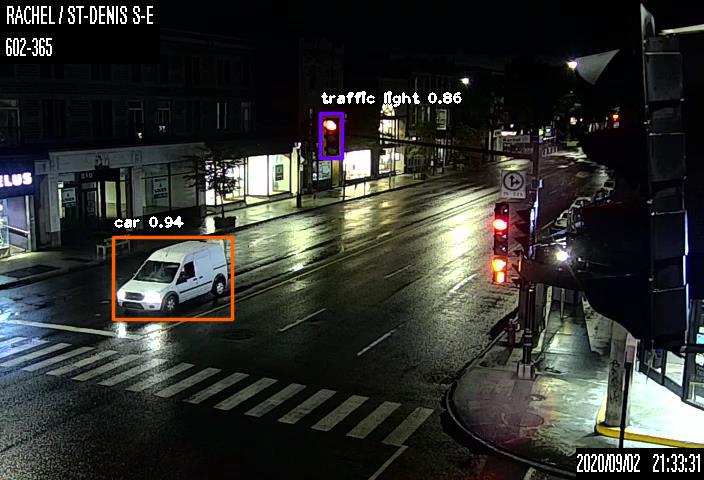 RACHEL / ST-DENIS S-E
602-365
traffic light 0.86
car 0.94
ELUS
2020/09/02 21:33:31